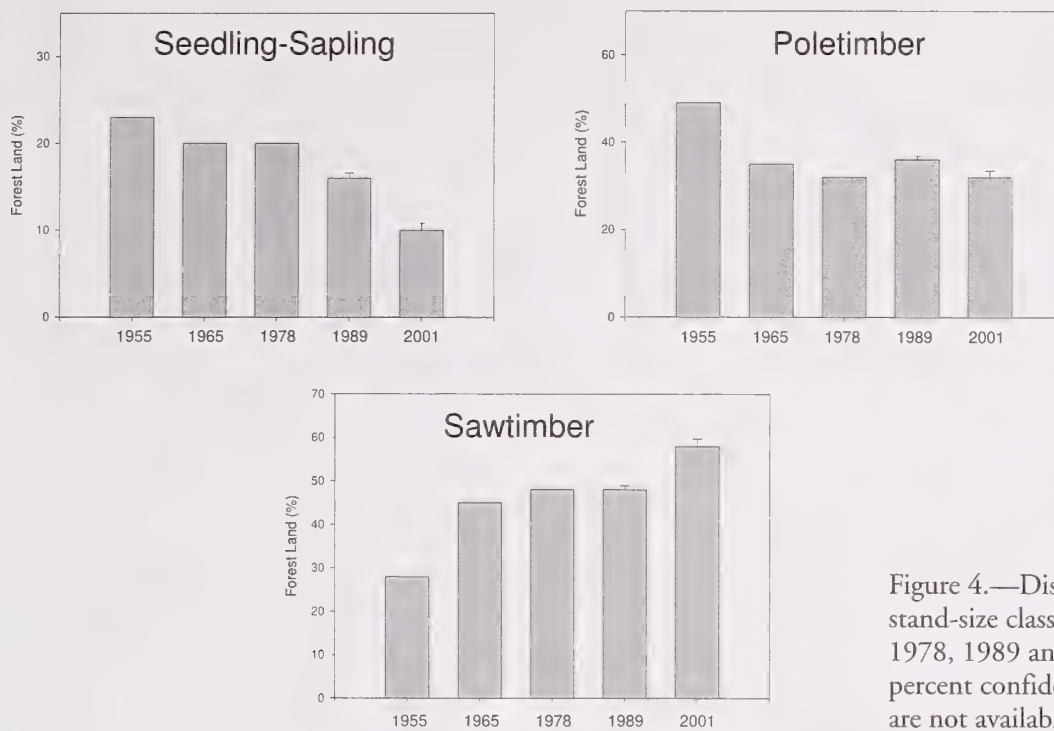 Seedling-Sapling
Forest Land (%)
30
20
10
0
1955 1965 1978 1989 2001
Poletimber
Forest Land (%)
60
40
20
0
1955 1965 1978 1989 2001
Sawtimber
Forest Land (%)
70
60
50
40
30
20
10
0
1955 1965 1978 1989 2001
Figure 4.—Dis
stand-size class
1978, 1989 an
percent confide
are not availab